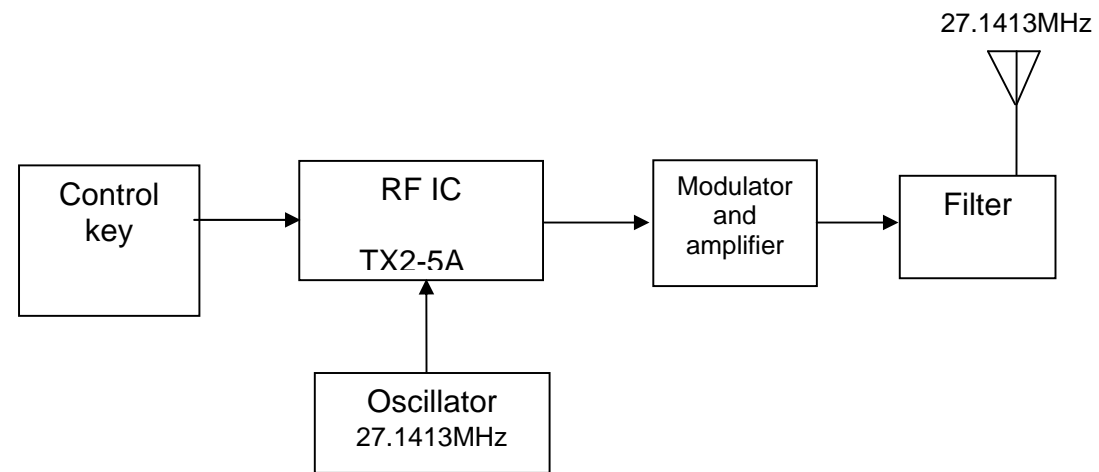 27.1413MHz
Control
key
RF IC
TX2-5A
Modulator
and
amplifier
Filter
Oscillator
27.1413MHz